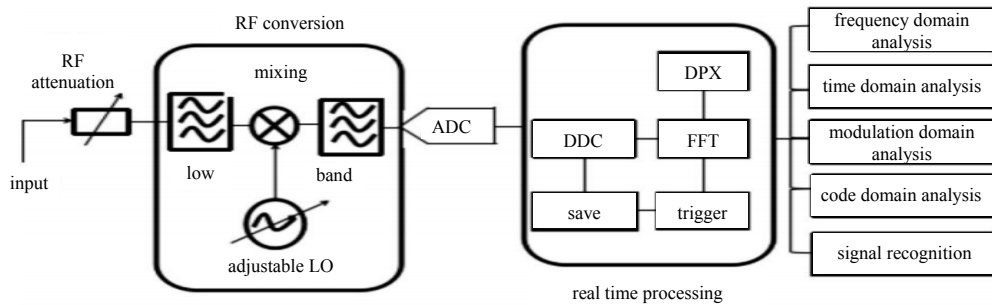 RF conversion
RF
attenuation
mixing
input
low
band
adjustable LO
ADC
DPX
DDC
FFT
save
trigger
real time processing
frequency domain
analysis
time domain analysis
modulation domain
analysis
code domain analysis
signal recognition